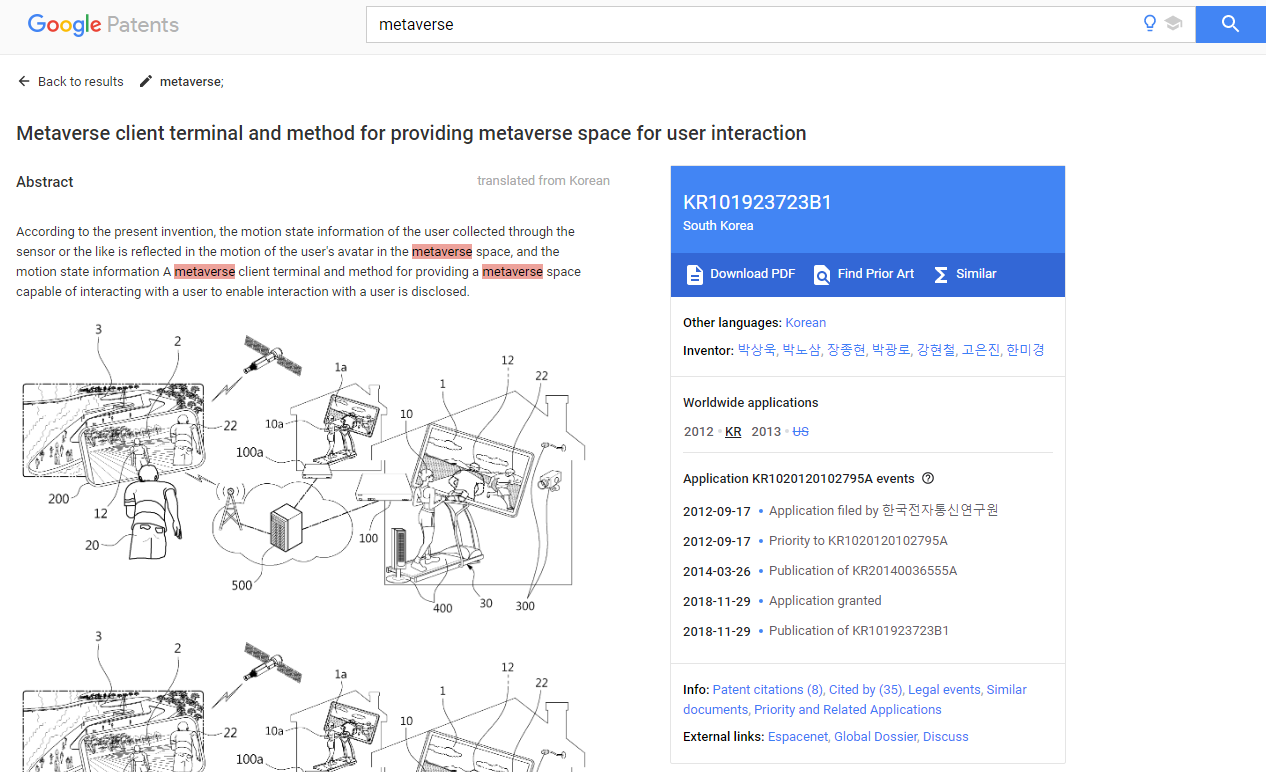 Google Patents
metaverse
Back to results
metaverse;
Metaverse client terminal and method for providing metaverse space for user interaction
Abstract
translated from Korean
According to the present invention, the motion state information of the user collected through the
sensor or the like is reflected in the motion of the user's avatar in the metaverse space, and the
motion state information A metaverse client terminal and method for providing a metaverse space
capable of interacting with a user to enable interaction with a user is disclosed.
3
2
1a
12
22
1
10
22
10a
100a
200
12
20
100
500
400
30
300
3
2
1a
12
22
1
10
22
10a
100a
KR101923723B1
South Korea
Download PDF
Find Prior Art
Similar
Other languages: Korean
Inventor: 박상욱, 박노삼, 장종현, 박광로, 강현철, 고은진, 한미경
Worldwide applications
2012 • KR 2013 • US
Application KR1020120102795A events
2012-09-17 • Application filed by 한국전자통신연구원
2012-09-17 • Priority to KR1020120102795A
2014-03-26 • Publication of KR20140036555A
2018-11-29 • Application granted
2018-11-29 • Publication of KR101923723B1
Info: Patent citations (8), Cited by (35), Legal events, Similar
documents, Priority and Related Applications
External links: Espacenet, Global Dossier, Discuss